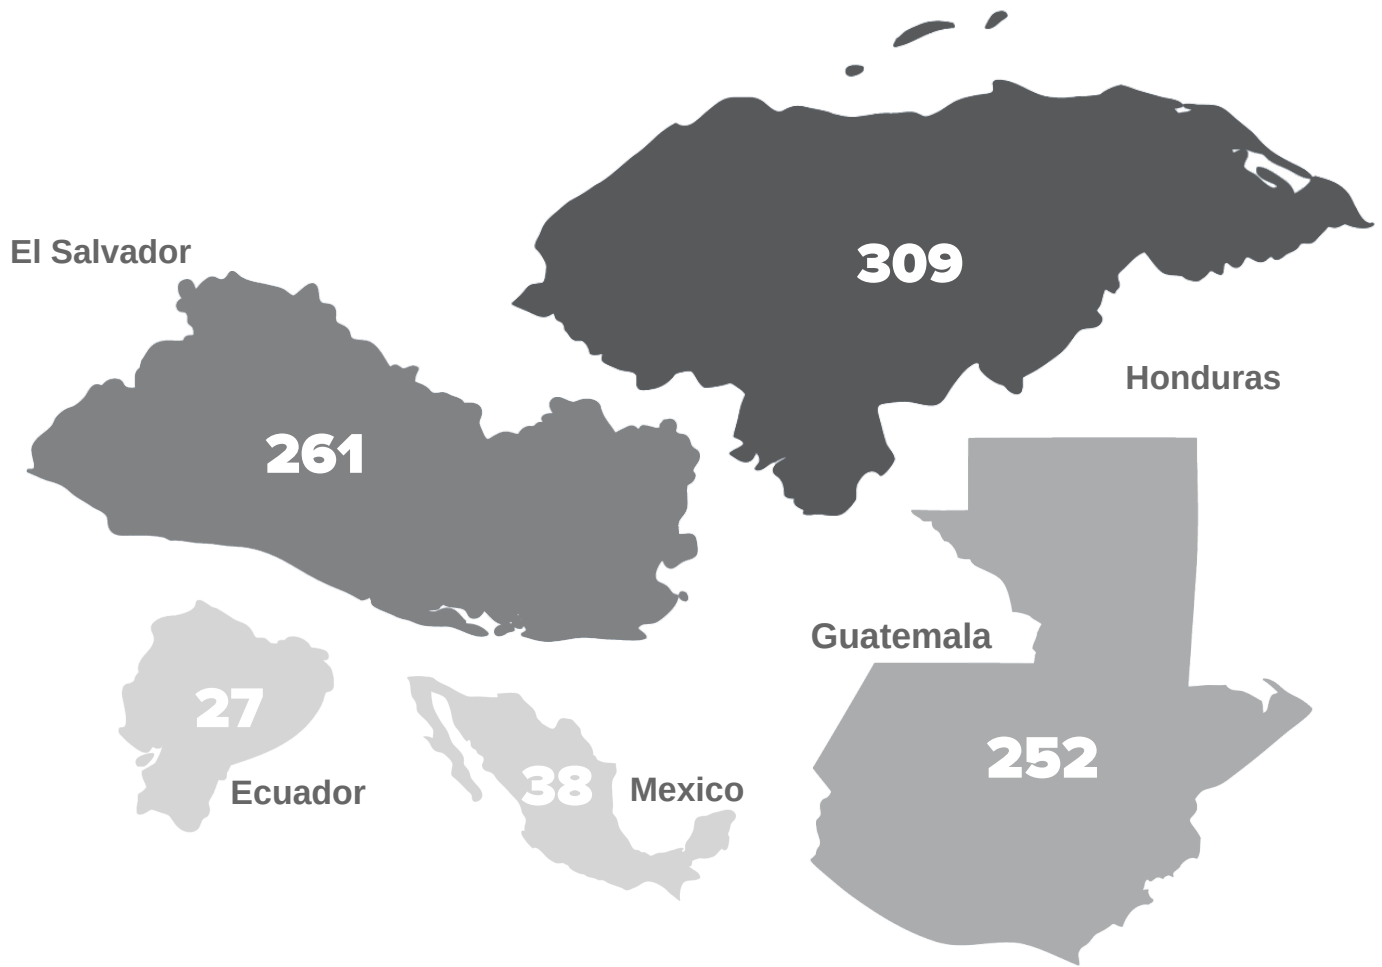 El Salvador
309
Honduras
261
Guatemala
27
252
Ecuador
38
Mexico